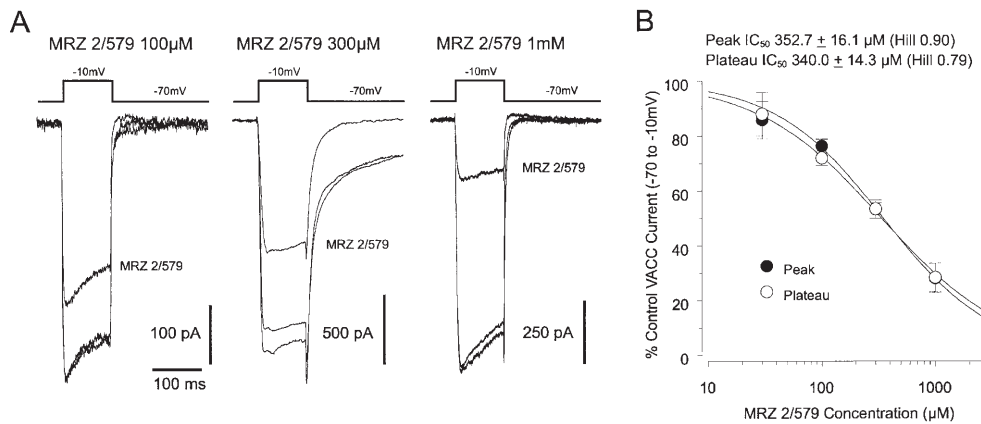 A
MRZ 2/579 100µM
MRZ 2/579 300µM
MRZ 2/579 1mM
-10mV
-70mV
-10mV
-70mV
-10mV
-70mV
MRZ 2/579
MRZ 2/579
MRZ 2/579
100 pA
500 pA
250 pA
100 ms
B
Peak IC50 352.7 ± 16.1 µM (Hill 0.90)
Plateau IC50 340.0 ± 14.3 µM (Hill 0.79)
% Control VACC Current (-70 to -10mV)
100
80
60
40
20
0
Peak
Plateau
10
100
1000
MRZ 2/579 Concentration (µM)